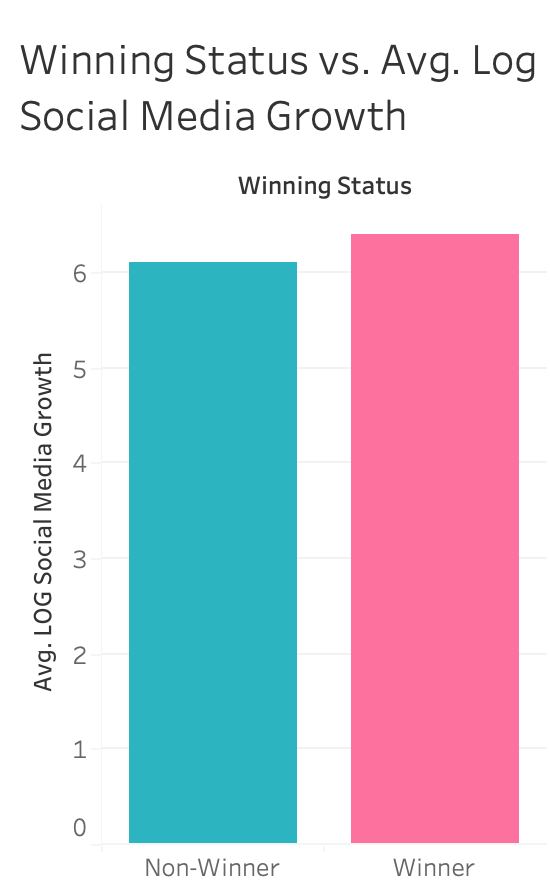 Winning Status vs. Avg. Log
Social Media Growth
Winning Status
Avg. LOG Social Media Growth
6
5
4
3
2
1
0
Non-Winner
Winner